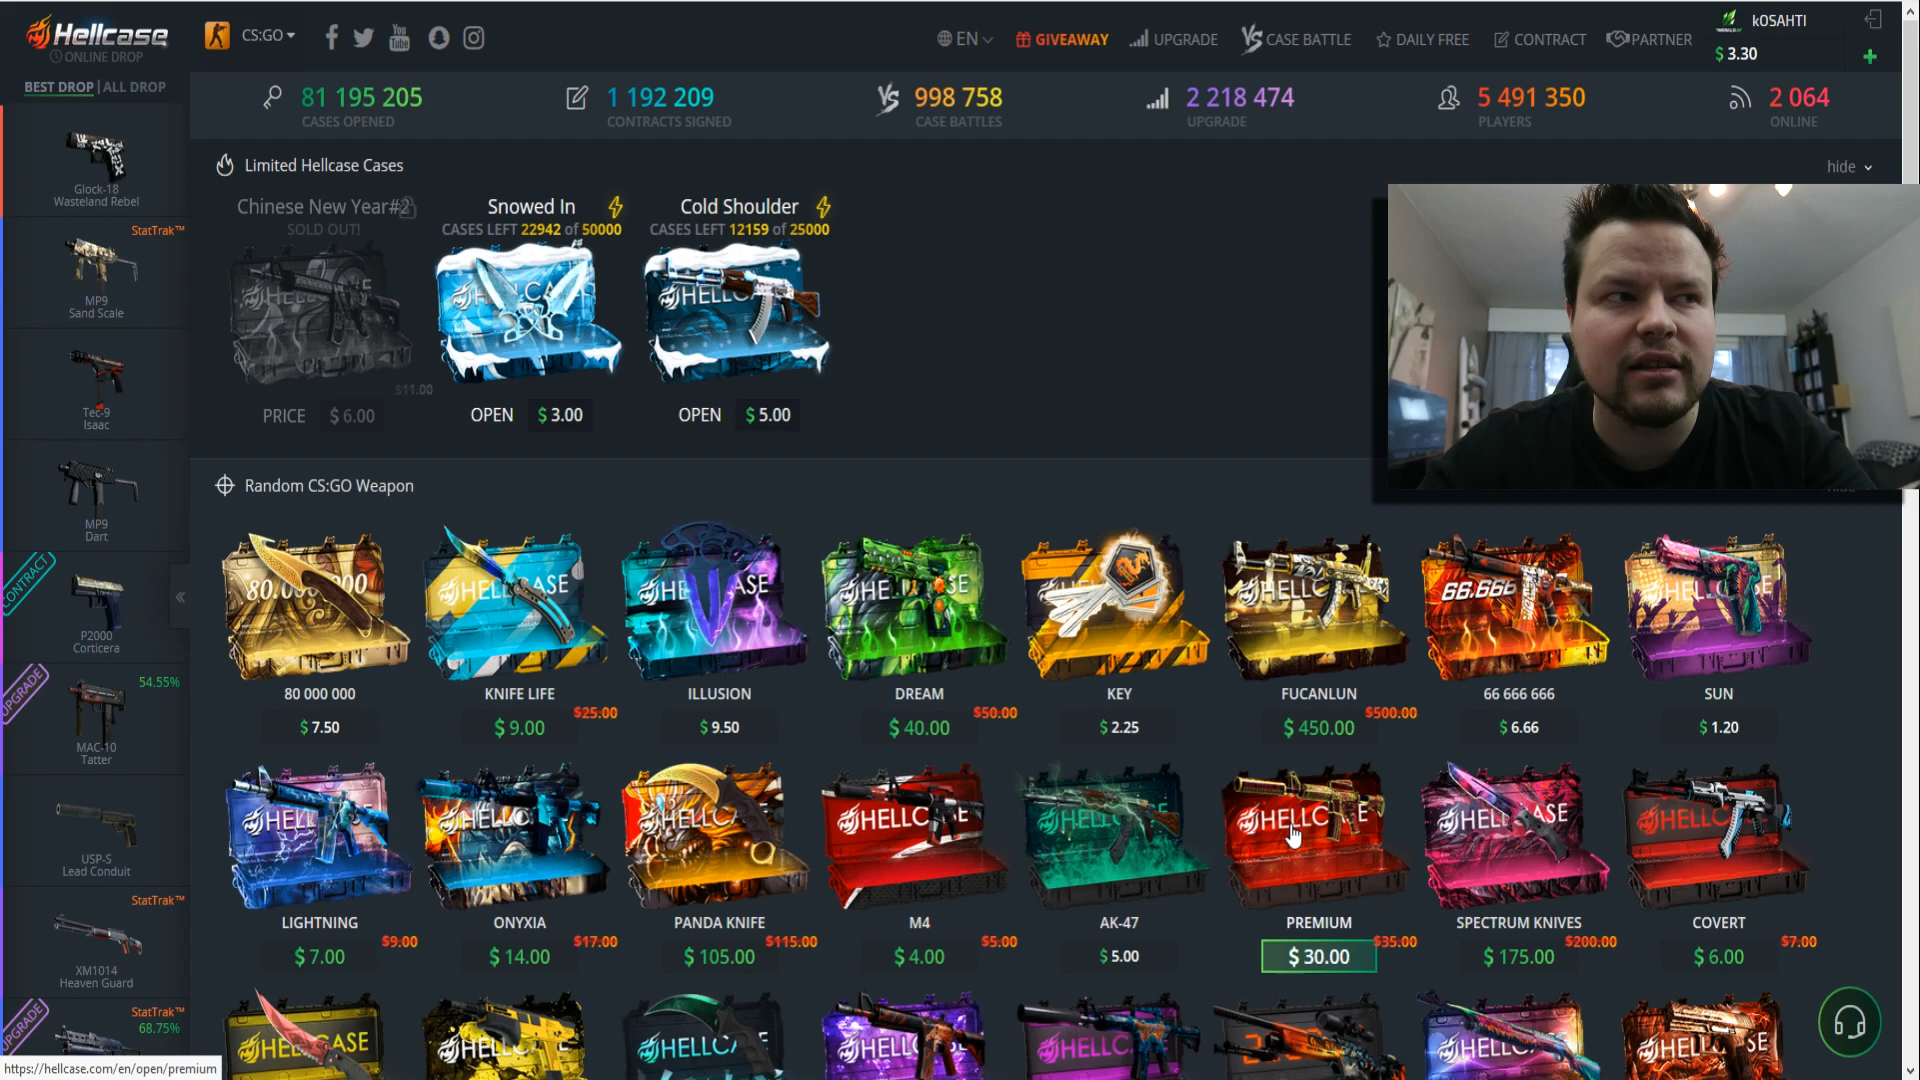 Hellcase
ONLINE DROP
CS:GO
EN
GIVEAWAY
UPGRADE
VS CASE BATTLE
DAILY FREE
CONTRACT
PARTNER
kOSAHTI
$ 3.30
BEST DROP | ALL DROP
81 195 205
CASES OPENED
1 192 209
CONTRACTS SIGNED
VS 998 758
CASE BATTLES
2 218 474
UPGRADE
5 491 350
PLAYERS
2 064
ONLINE
Glock-18
Wasteland Rebel
StatTrak™
MP9
Sand Scale
Tec-9
Isaac
MP9
Dart
CONTRACT
P2000
Corticera
UPGRADE
54.55%
MAC-10
Tatter
USP-S
Lead Conduit
StatTrak™
XM1014
Heaven Guard
UPGRADE
StatTrak™
68.75%
Limited Hellcase Cases
hide
Chinese New Year#2
SOLD OUT!
$11.00
PRICE $ 6.00
Snowed In
CASES LEFT 22942 of 50000
OPEN $ 3.00
Cold Shoulder
CASES LEFT 12159 of 25000
OPEN $ 5.00
Random CS:GO Weapon
80 000 000
$ 7.50
KNIFE LIFE
$25.00
$ 9.00
ILLUSION
$ 9.50
DREAM
$50.00
$ 40.00
KEY
$ 2.25
FUCANLUN
$500.00
$ 450.00
66.666
66 666 666
$ 6.66
SUN
$ 1.20
LIGHTNING
$9.00
$ 7.00
ONYXIA
$17.00
$ 14.00
PANDA KNIFE
$115.00
$ 105.00
M4
$5.00
$ 4.00
AK-47
$ 5.00
PREMIUM
$35.00
$ 30.00
SPECTRUM KNIVES
$200.00
$ 175.00
COVERT
$7.00
$ 6.00
https://hellcase.com/en/open/premium